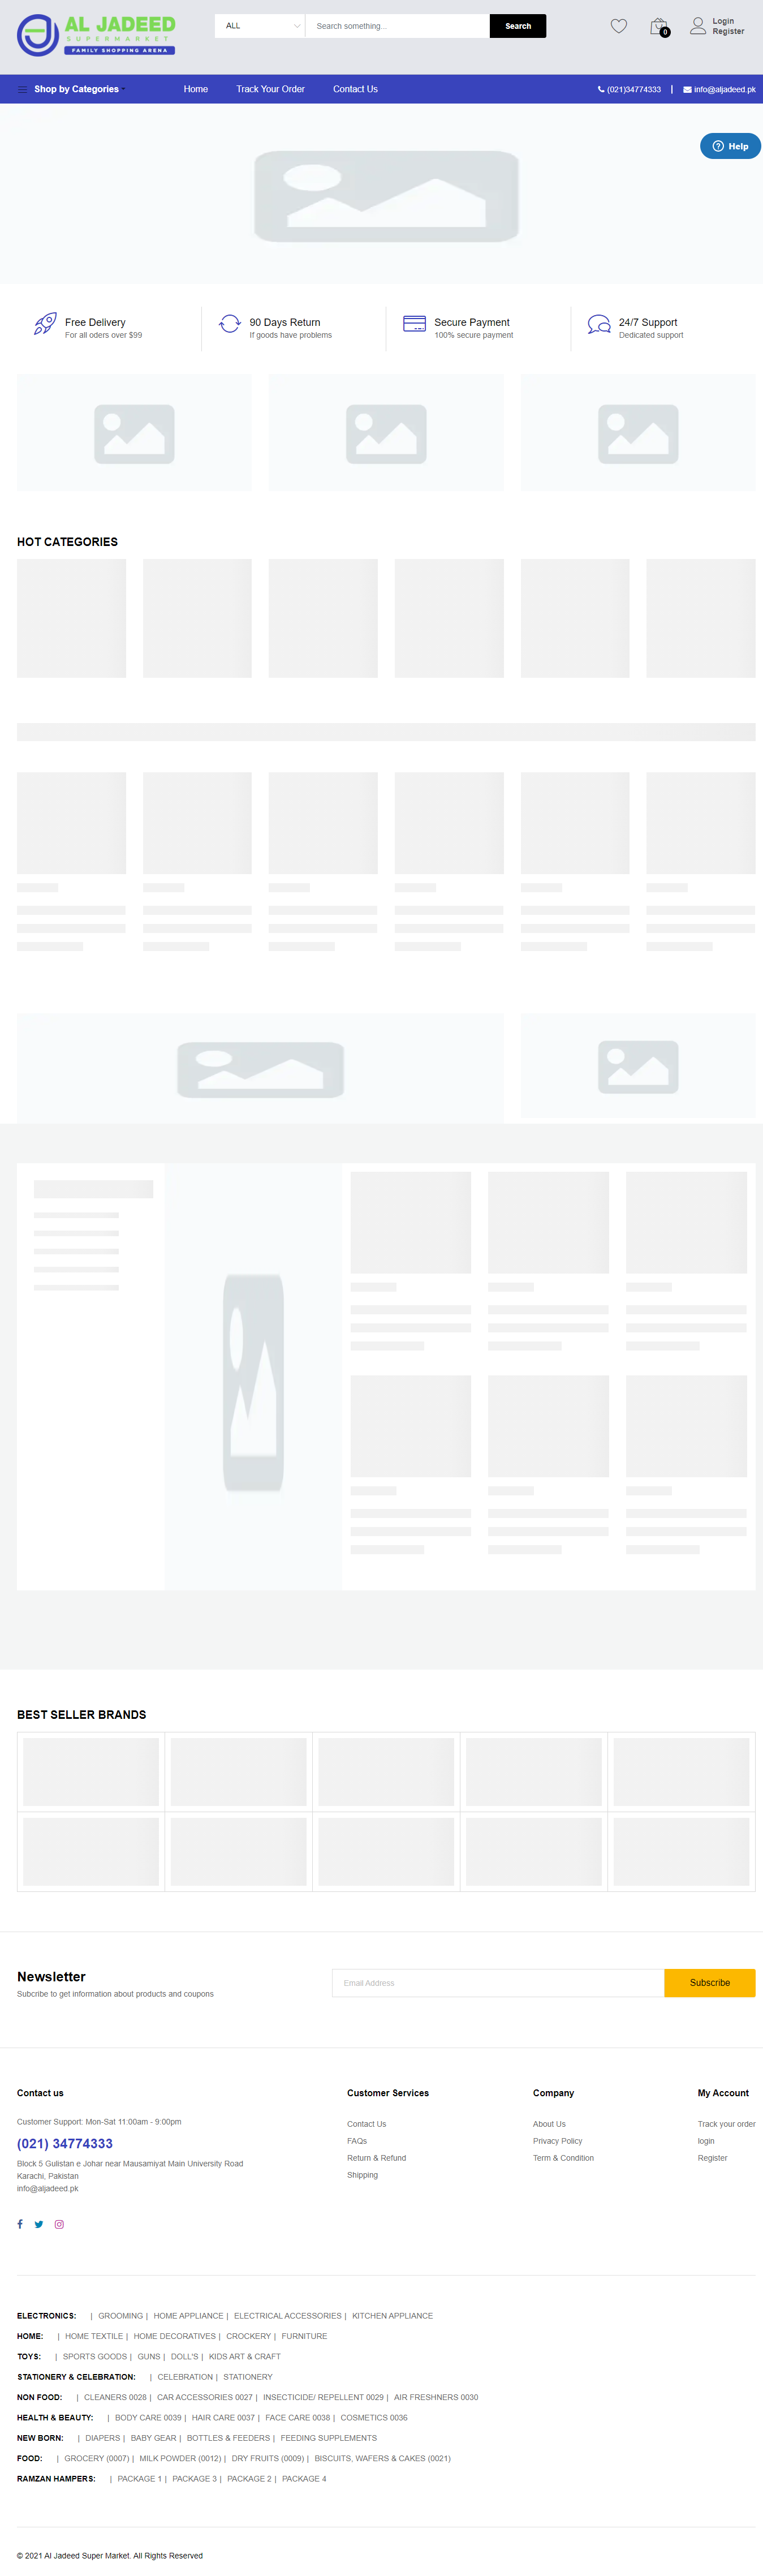 AL JADEED
SUPERMARKET
FAMILY SHOPPING ARENA
ALL
Search something...
Search
0
Login
Register
Shop by Categories
Home
Track Your Order
Contact Us
(021)34774333
|
info@aljadeed.pk
Help
Free Delivery
For all oders over $99
90 Days Return
If goods have problems
Secure Payment
100% secure payment
24/7 Support
Dedicated support
HOT CATEGORIES
BEST SELLER BRANDS
Newsletter
Subcribe to get information about products and coupons
Email Address
Subscribe
Contact us
Customer Support: Mon-Sat 11:00am - 9:00pm
(021) 34774333
Block 5 Gulistan e Johar near Mausamiyat Main University Road
Karachi, Pakistan
info@aljadeed.pk
Customer Services
Contact Us
FAQs
Return & Refund
Shipping
Company
About Us
Privacy Policy
Term & Condition
My Account
Track your order
login
Register
ELECTRONICS: | GROOMING | HOME APPLIANCE | ELECTRICAL ACCESSORIES | KITCHEN APPLIANCE
HOME: | HOME TEXTILE | HOME DECORATIVES | CROCKERY | FURNITURE
TOYS: | SPORTS GOODS | GUNS | DOLL'S | KIDS ART & CRAFT
STATIONERY & CELEBRATION: | CELEBRATION | STATIONERY
NON FOOD: | CLEANERS 0028 | CAR ACCESSORIES 0027 | INSECTICIDE/ REPELLENT 0029 | AIR FRESHNERS 0030
HEALTH & BEAUTY: | BODY CARE 0039 | HAIR CARE 0037 | FACE CARE 0038 | COSMETICS 0036
NEW BORN: | DIAPERS | BABY GEAR | BOTTLES & FEEDERS | FEEDING SUPPLEMENTS
FOOD: | GROCERY (0007) | MILK POWDER (0012) | DRY FRUITS (0009) | BISCUITS, WAFERS & CAKES (0021)
RAMZAN HAMPERS: | PACKAGE 1 | PACKAGE 3 | PACKAGE 2 | PACKAGE 4
© 2021 Al Jadeed Super Market. All Rights Reserved